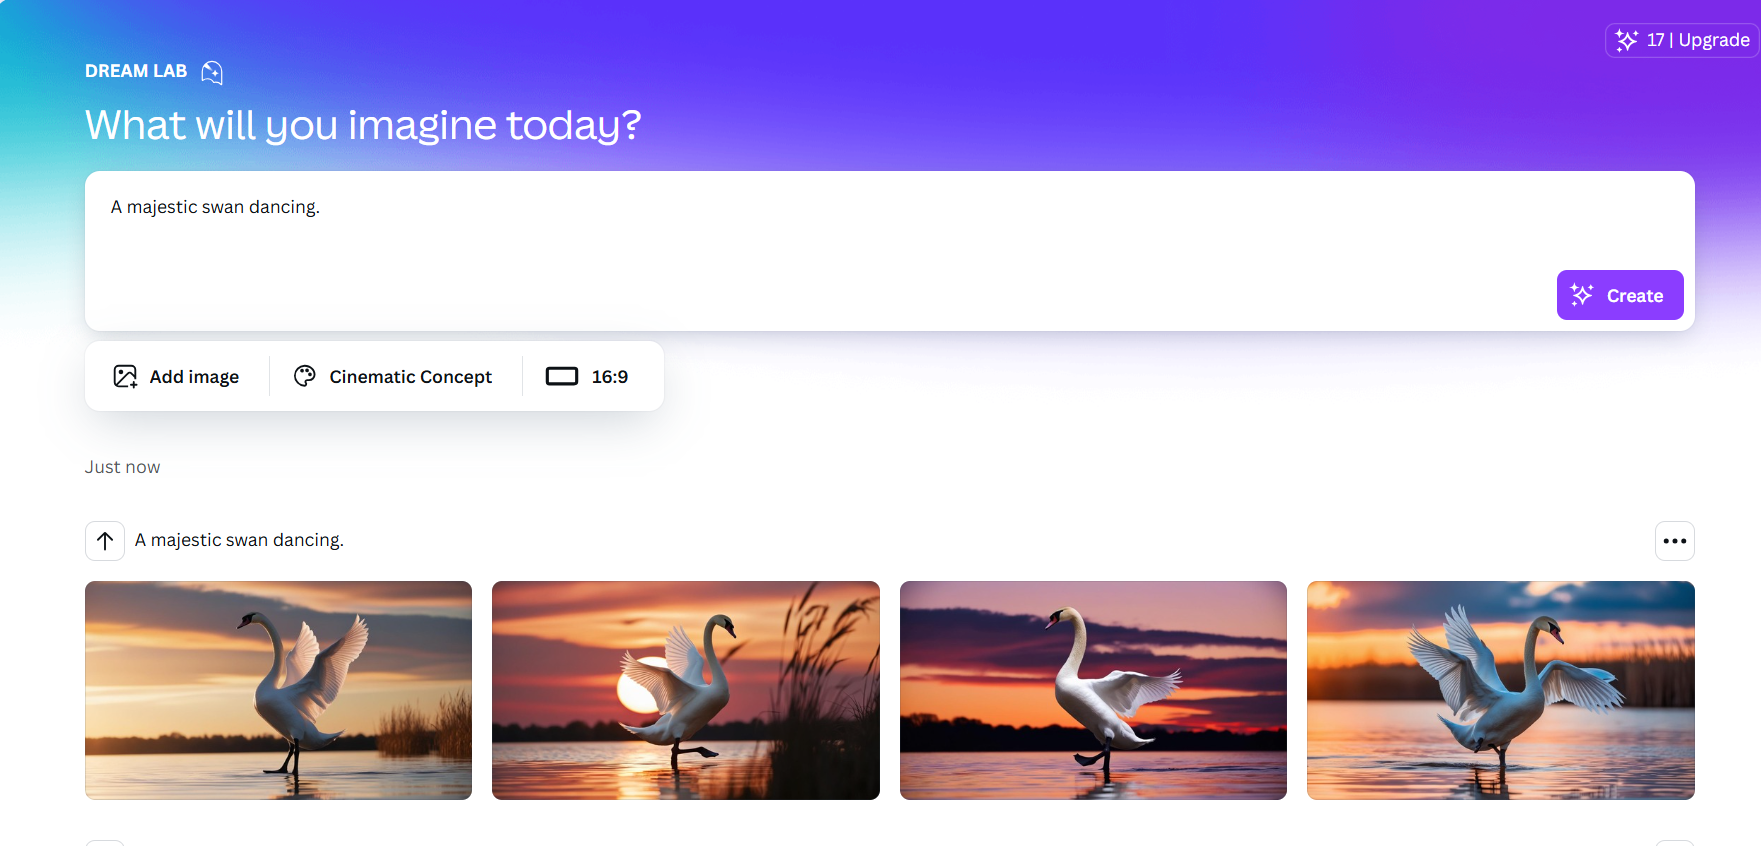 17 | Upgrade
DREAM LAB
What will you imagine today?
A majestic swan dancing.
Create
Add image
Cinematic Concept
16:9
Just now
A majestic swan dancing.